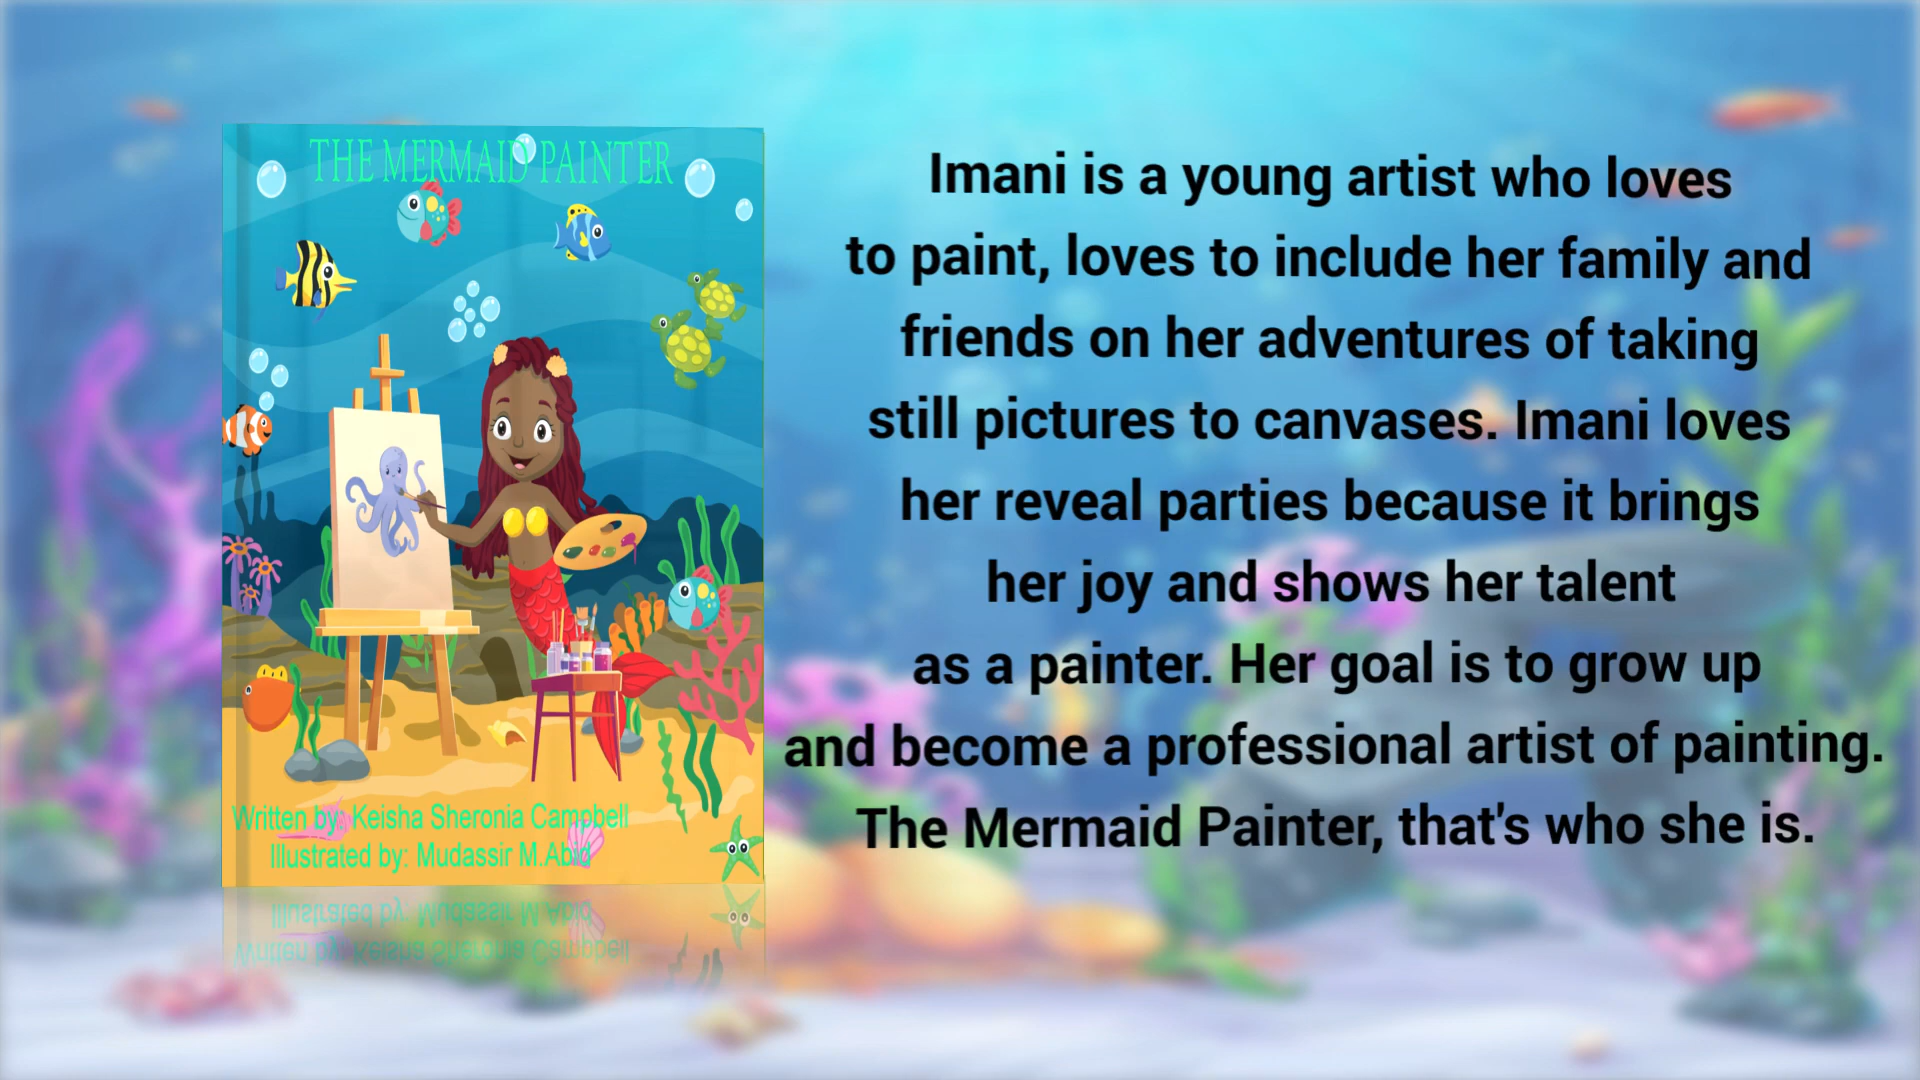 THE MERMAID PAINTER
Written by: Keisha Sheronia Campbell
Illustrated by: Mudassir M.Abid
Imani is a young artist who loves
to paint, loves to include her family and
friends on her adventures of taking
still pictures to canvases. Imani loves
her reveal parties because it brings
her joy and shows her talent
as a painter. Her goal is to grow up
and become a professional artist of painting.
The Mermaid Painter, that's who she is.